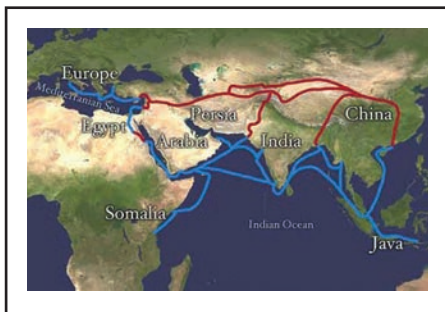 Europe
Mediterranean Sea
Persia
China
Egypt
Arabia
India
Somalia
Indian Ocean
Java